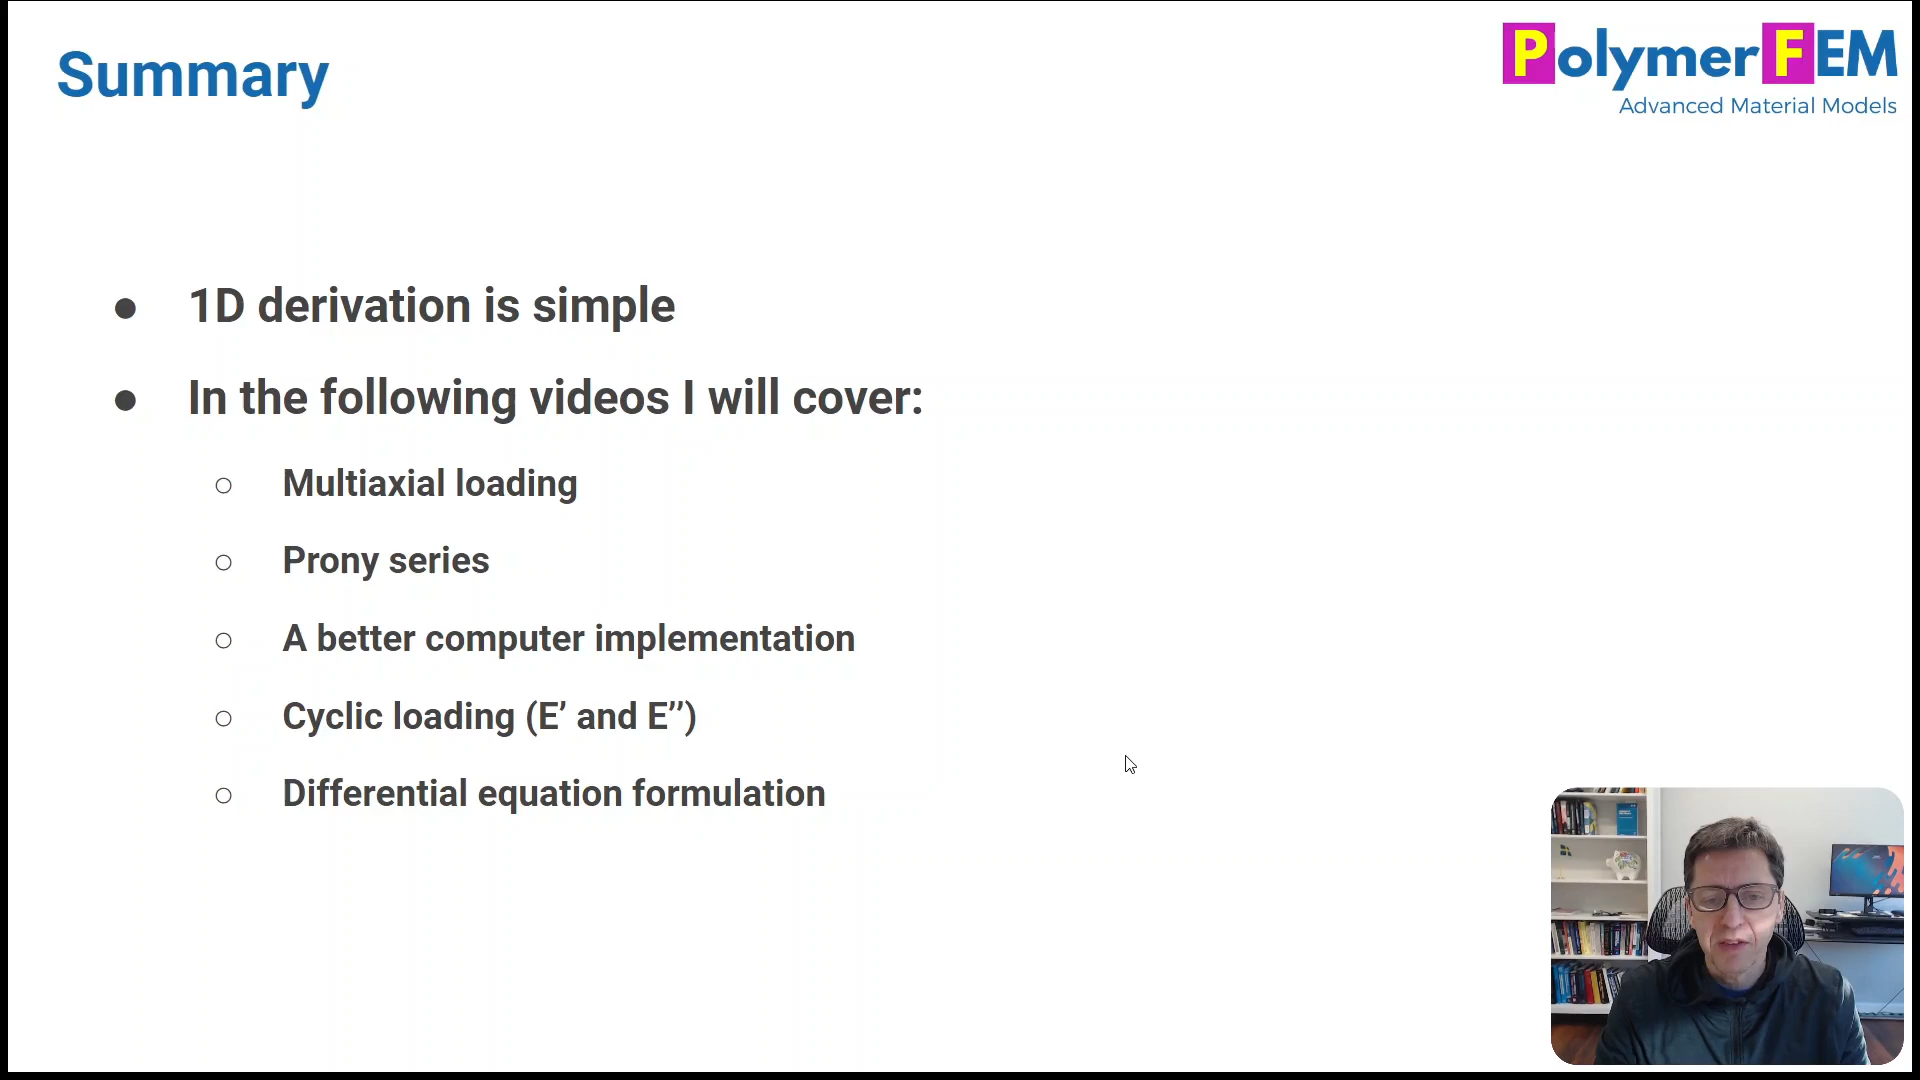 Summary
PolymerFEM
Advanced Material Models
● 1D derivation is simple
● In the following videos I will cover:
○ Multiaxial loading
○ Prony series
○ A better computer implementation
○ Cyclic loading (E’ and E’’)
○ Differential equation formulation